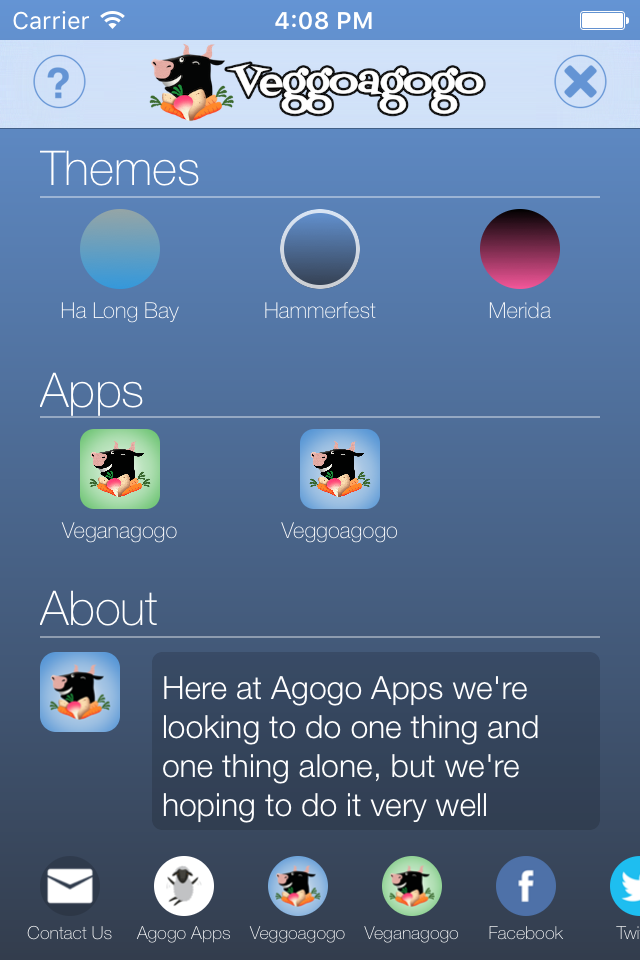 Carrier 4:08 PM
? Veggoagogo
Themes
Ha Long Bay Hammerfest Merida
Apps
Veganagogo Veggoagogo
About
Here at Agogo Apps we're
looking to do one thing and
one thing alone, but we're
hoping to do it very well
f
Contact Us Agogo Apps Veggoagogo Veganagogo Facebook Twi